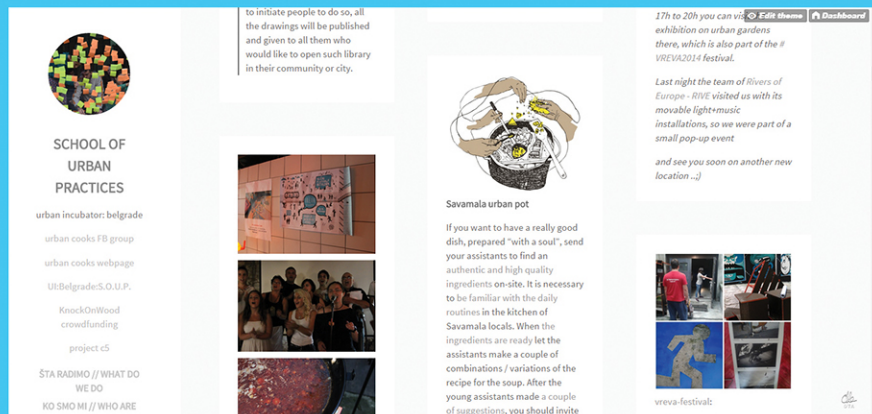 SCHOOL OF
URBAN
PRACTICES
urban incubator: belgrade
urban cooks FB group
urban cooks webpage
UI:Belgrade:S.O.U.P.
KnockOnWood
crowdfunding
project c5
ŠTA RADIMO // WHAT DO
WE DO
KO SMO MI // WHO ARE
to initiate people to do so, all
the drawings will be published
and given to all them who
would like to open such library
in their community or city.
Savamala urban pot
If you want to have a really good
dish, prepared "with a soul", send
your assistants to find an
authentic and high quality
ingredients on-site. It is necessary
to be familiar with the daily
routines in the kitchen of
Savamala locals. When the
ingredients are ready let the
assistants make a couple of
combinations / variations of the
recipe for the soup. After the
young assistants made a couple
of suggestions, you should invite
Edit theme
Dashboard
17h to 20h you can
exhibition on urban gardens
there, which is also part of the #
VREVA2014 festival.
Last night the team of Rivers of
Europe - RIVE visited us with its
movable light+music
installations, so we were part of a
small pop-up event
and see you soon on another new
location ..;)
vreva-festival: